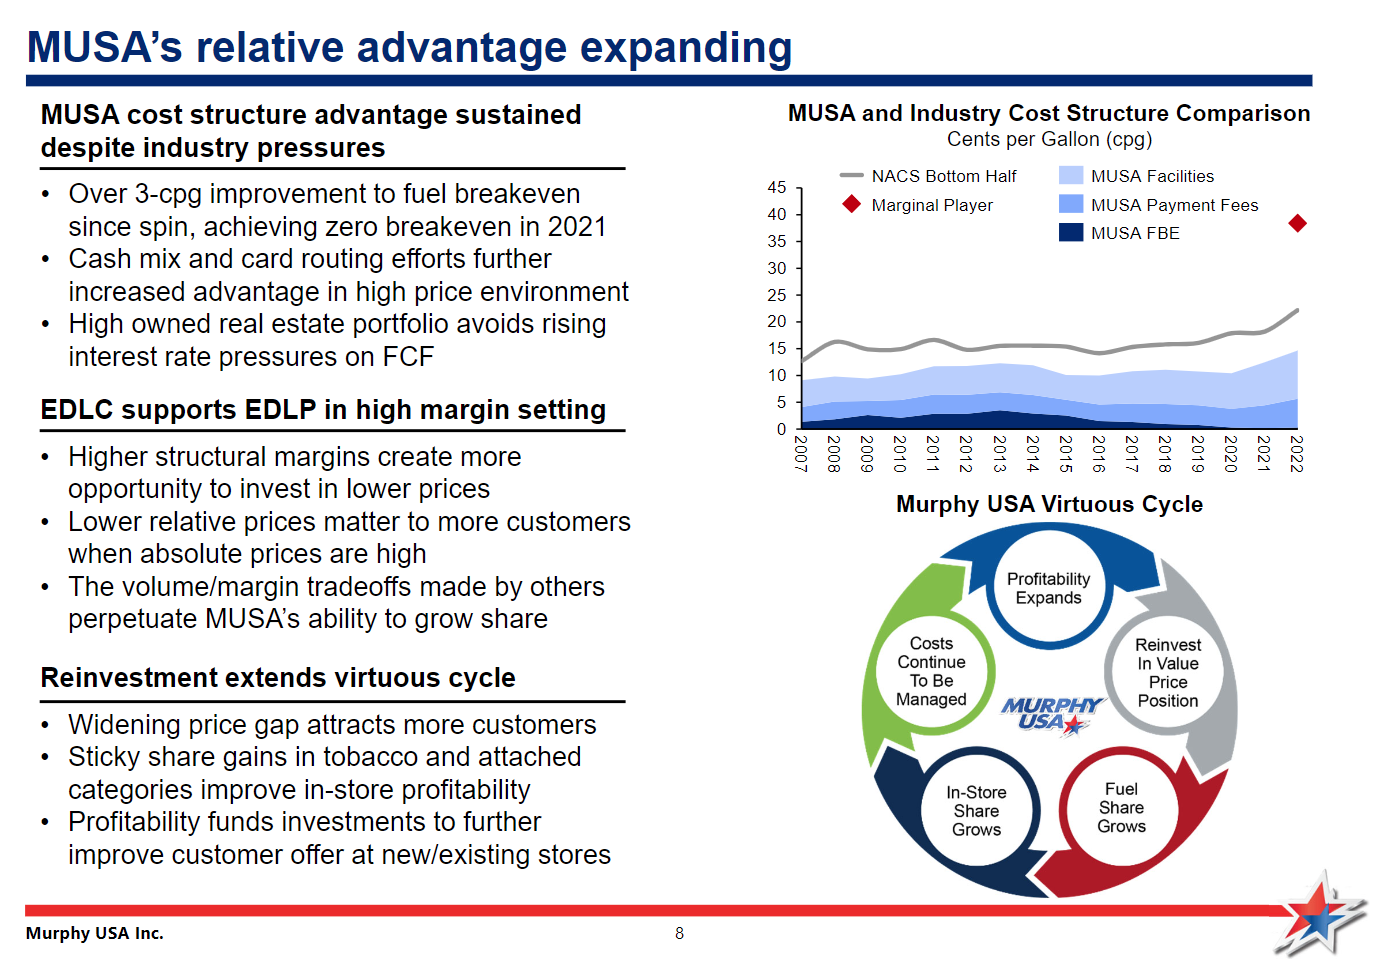 MUSA’s relative advantage expanding
MUSA cost structure advantage sustained
despite industry pressures
• Over 3-cpg improvement to fuel breakeven
since spin, achieving zero breakeven in 2021
• Cash mix and card routing efforts further
increased advantage in high price environment
• High owned real estate portfolio avoids rising
interest rate pressures on FCF
EDLC supports EDLP in high margin setting
• Higher structural margins create more
opportunity to invest in lower prices
• Lower relative prices matter to more customers
when absolute prices are high
• The volume/margin tradeoffs made by others
perpetuate MUSA’s ability to grow share
Reinvestment extends virtuous cycle
• Widening price gap attracts more customers
• Sticky share gains in tobacco and attached
categories improve in-store profitability
• Profitability funds investments to further
improve customer offer at new/existing stores
MUSA and Industry Cost Structure Comparison
Cents per Gallon (cpg)
NACS Bottom Half
Marginal Player
MUSA Facilities
MUSA Payment Fees
MUSA FBE
45
40
35
30
25
20
15
10
5
0
2007
2008
2009
2010
2011
2012
2013
2014
2015
2016
2017
2018
2019
2020
2021
2022
Murphy USA Virtuous Cycle
Profitability
Expands
Reinvest
In Value
Price
Position
Fuel
Share
Grows
In-Store
Share
Grows
Costs
Continue
To Be
Managed
MURPHY
USA
Murphy USA Inc.
8